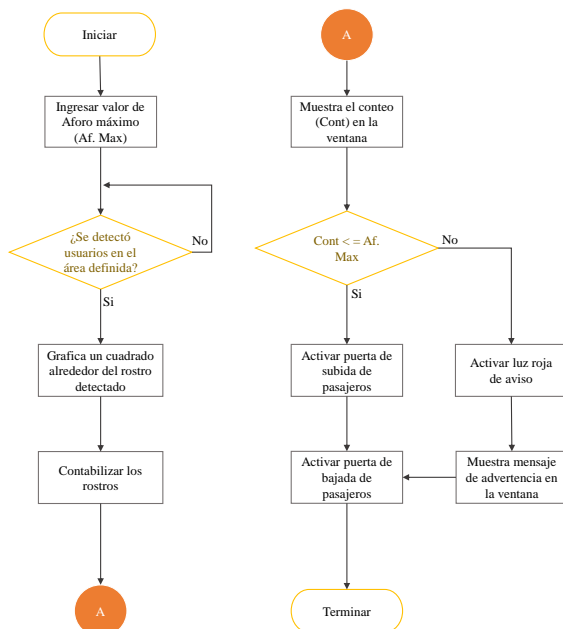 Iniciar
Ingresar valor de
Aforo máximo
(Af. Max)
¿Se detectó
usuarios en el
área definida?
No
Si
Grafica un cuadrado
alrededor del rostro
detectado
Contabilizar los
rostros
A
A
Muestra el conteo
(Cont) en la
ventana
Cont < = Af.
Max
No
Si
Activar puerta de
subida de
pasajeros
Activar luz roja
de aviso
Activar puerta de
bajada de
pasajeros
Muestra mensaje
de advertencia en
la ventana
Terminar